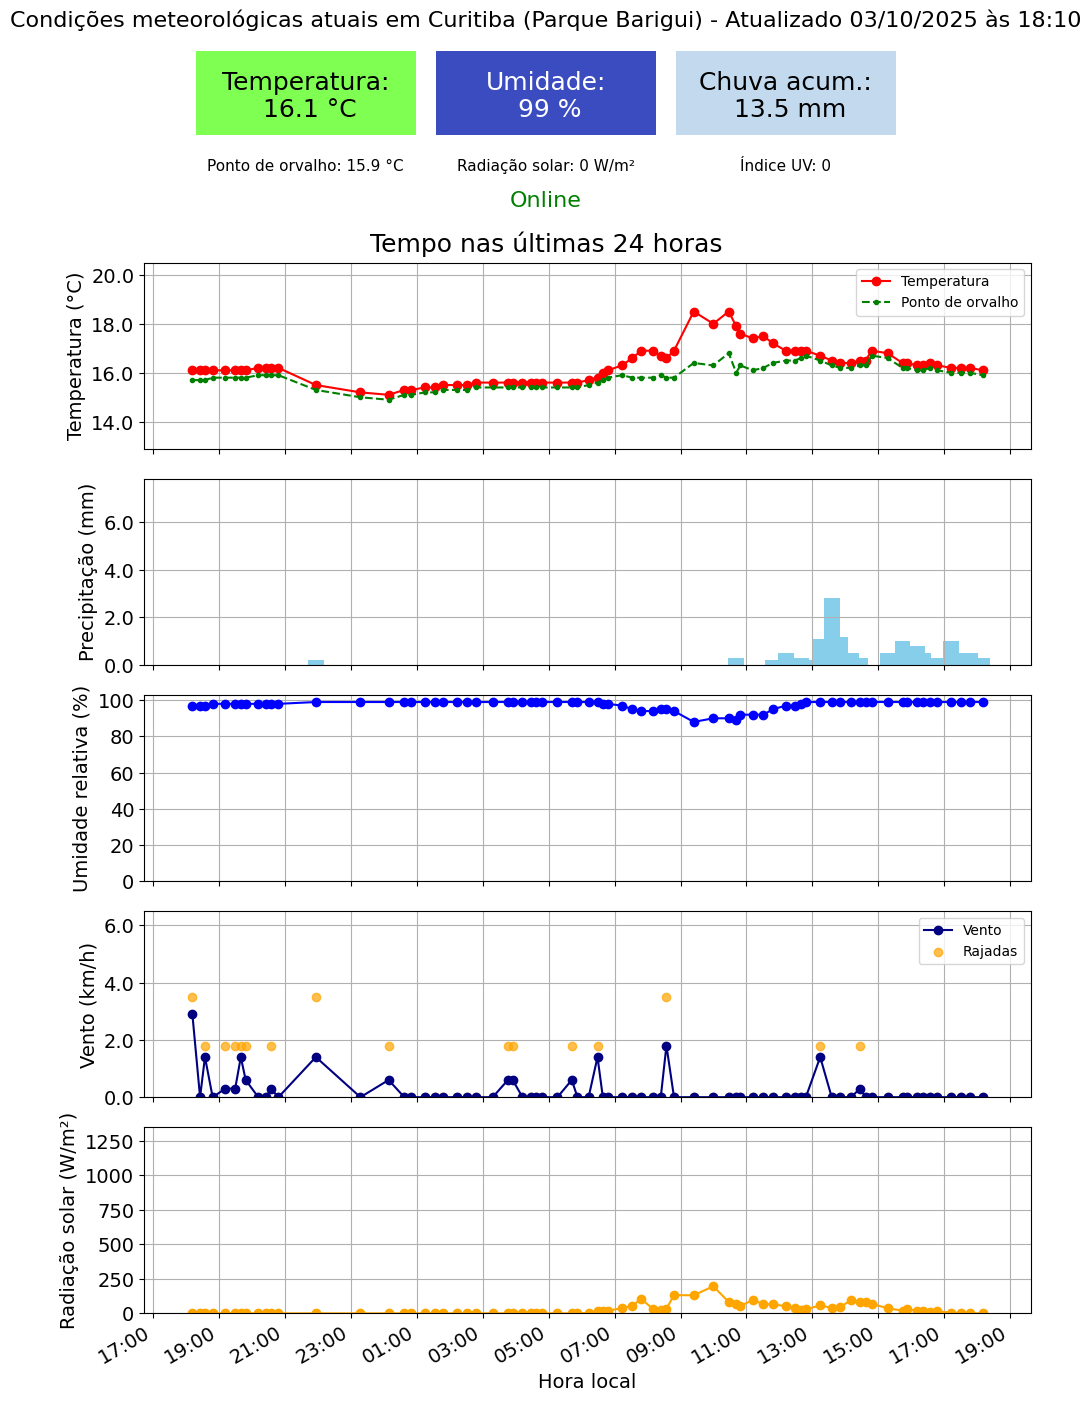 Condições meteorológicas atuais em Curitiba (Parque Barigui) - Atualizado 03/10/2025 às 18:10
Temperatura:
16.1 °C
Umidade:
99 %
Chuva acum.:
13.5 mm
Ponto de orvalho: 15.9 °C
Radiação solar: 0 W/m²
Índice UV: 0
Online
Tempo nas últimas 24 horas
Temperatura (°C)
20.0
18.0
16.0
14.0
Temperatura
Ponto de orvalho
Precipitação (mm)
6.0
4.0
2.0
0.0
Umidade relativa (%)
100
80
60
40
20
0
Vento (km/h)
6.0
4.0
2.0
0.0
Vento
Rajadas
Radiação solar (W/m²)
1250
1000
750
500
250
0
17:00 19:00 21:00 23:00 01:00 03:00 05:00 07:00 09:00 11:00 13:00 15:00 17:00 19:00
Hora local